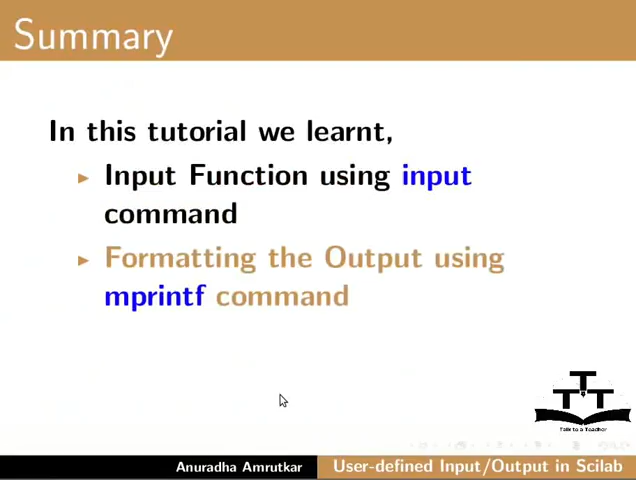 Summary
In this tutorial we learnt,
Input Function using input
command
Formatting the Output using
mprintf command
TTT
Talk to a Teacher
Anuradha Amrutkar
User-defined Input/Output in Scilab